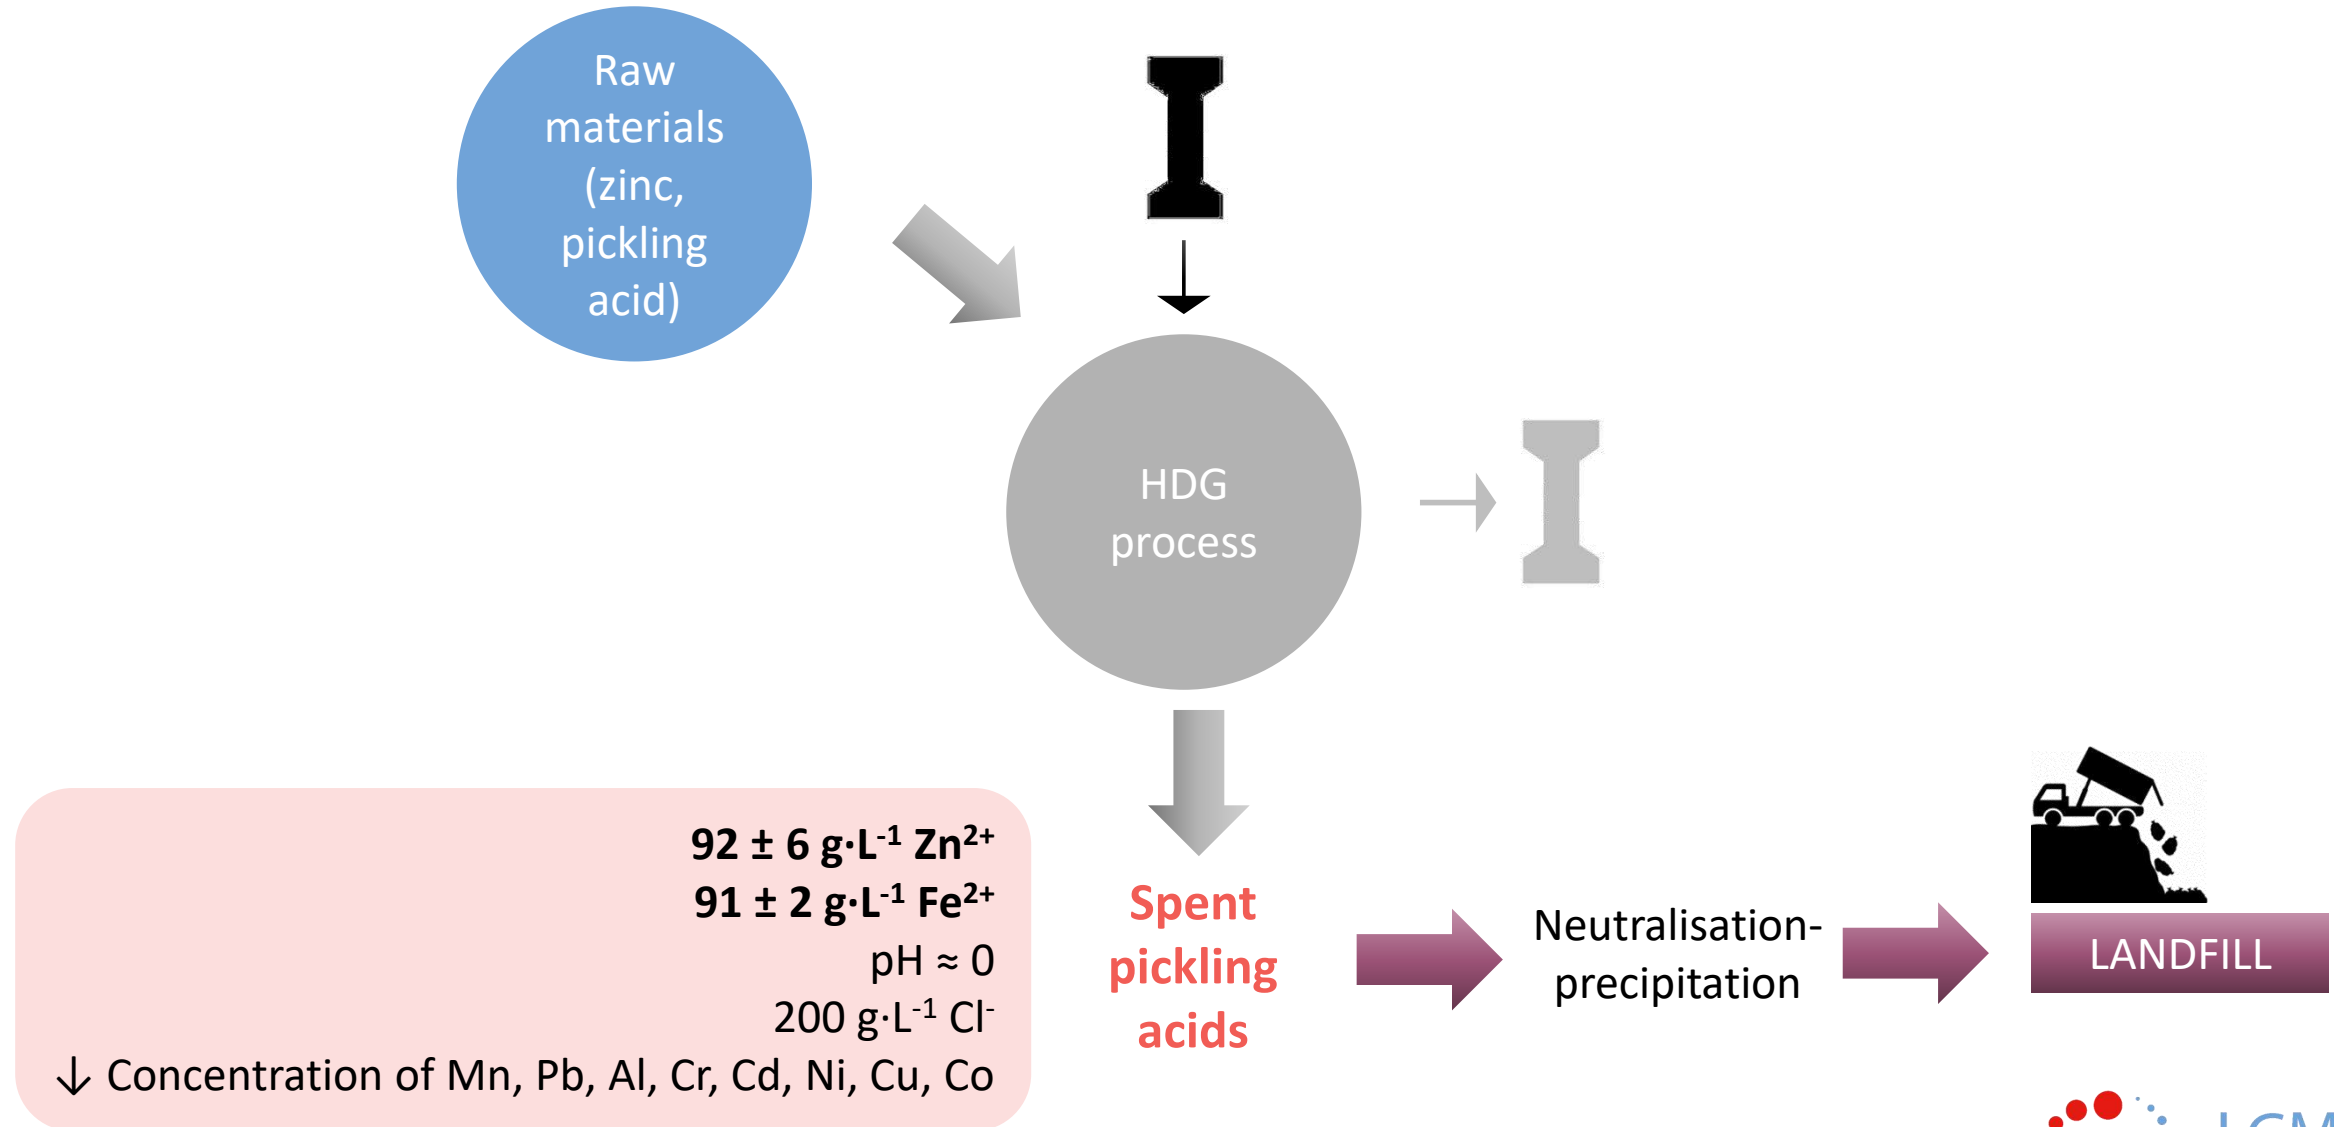 Raw
materials
(zinc,
pickling
acid)
HDG
process
92 ± 6 g·L⁻¹ Zn²⁺
91 ± 2 g·L⁻¹ Fe²⁺
pH ≈ 0
200 g·L⁻¹ Cl⁻
↓ Concentration of Mn, Pb, Al, Cr, Cd, Ni, Cu, Co
Spent
pickling
acids
Neutralisation-
precipitation
LANDFILL